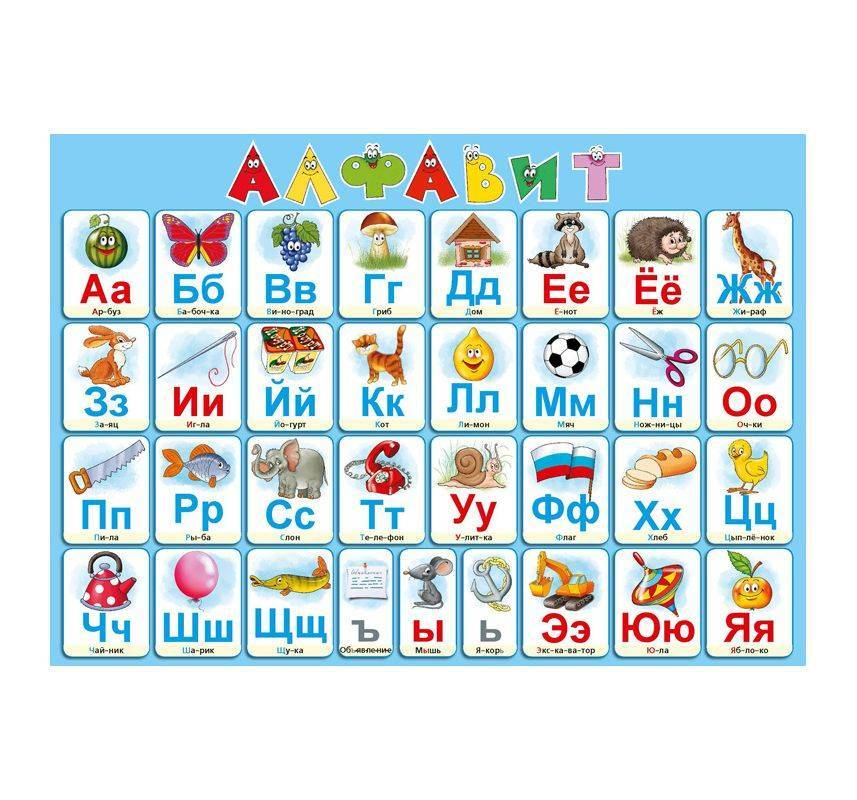 АЛФАВИТ
Аа Бб Вв Гг Дд Ее Ёё Жж
Ар-буз Ба-боч-ка Ви-но-град Гриб Дом Е-нот Ёж Жи-раф
Зз Ии Йй Кк Лл Мм Нн Оо
За-яц Иг-ла Йо-гурт Кот Ли-мон Мяч Нож-ни-цы Оч-ки
Пп Рр Сс Тт Уу Фф Хх Цц
Пи-ла Ры-ба Слон Те-ле-фон У-лит-ка Флаг Хлеб Цып-лё-нок
Объявление
Чч Шш Щщ ъ ы ь Ээ Юю Яя
Чай-ник Ша-рик Щу-ка Объявление Мышь Я-корь Экс-ка-ва-тор Ю-ла Яб-ло-ко